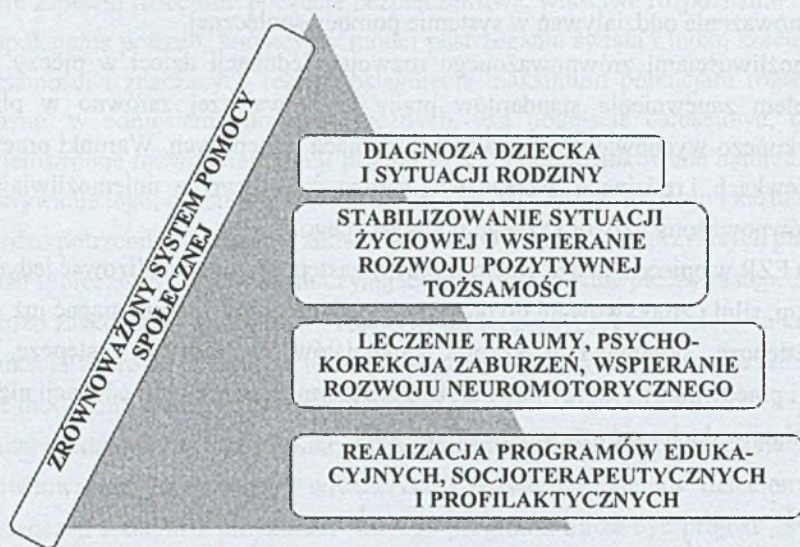 ZRÓWNOWAŻONY SYSTEM POMOCY
SPOŁECZNEJ
DIAGNOZA DZIECKA
I SYTUACJI RODZINY
STABILIZOWANIE SYTUACJI
ŻYCIOWEJ I WSPIERANIE
ROZWOJU POZYTYWNEJ
TOŻSAMOŚCI
LECZENIE TRAUMY, PSYCHO-
KOREKCJA ZABURZEŃ, WSPIERANIE
ROZWOJU NEUROMOTORYCZNEGO
REALIZACJA PROGRAMÓW EDUKA-
CYJNYCH, SOCJOTERAPEUTYCZNYCH
I PROFILAKTYCZNYCH